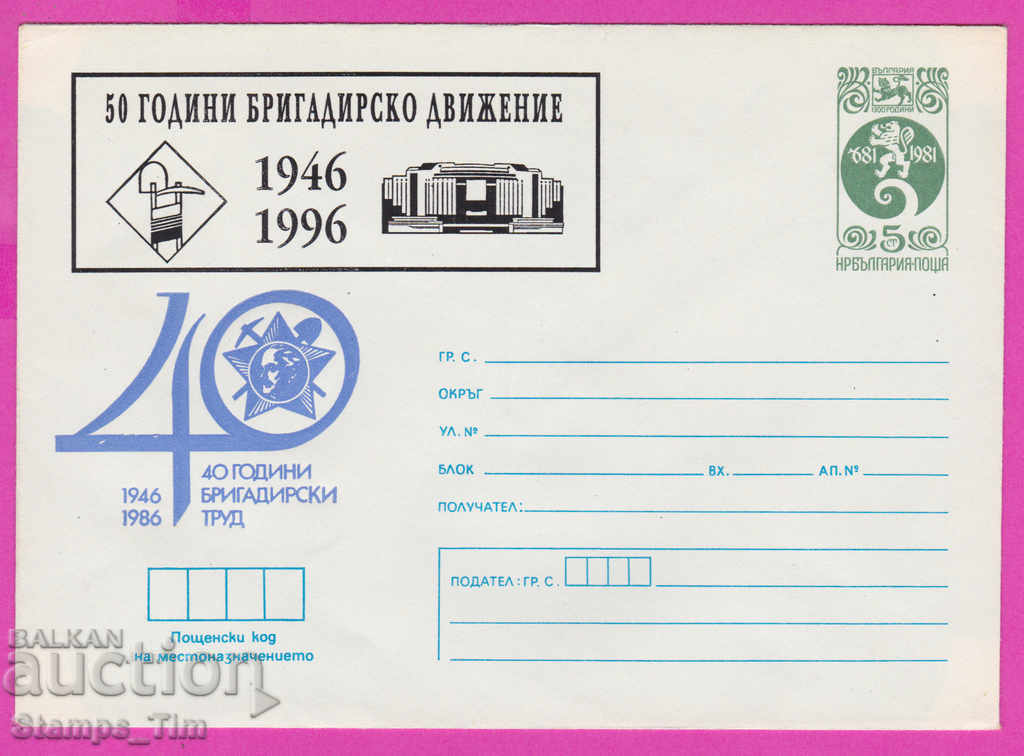 50 ГОДИНИ БРИГАДИРСКО ДВИЖЕНИЕ
1946
1996
БЪЛГАРИЯ
1300 ГОДИНИ
681 1981
5 СТ
НРБЪЛГАРИЯ·ПОЩА
40
40 ГОДИНИ
БРИГАДИРСКИ
ТРУД
1946
1986
ГР. С.
ОКРЪГ
УЛ. №
БЛОК ВХ. АП. №
ПОЛУЧАТЕЛ:
ПОДАТЕЛ: ГР. С.
Пощенски код
на местоназначението
BALKAN
auction
Stamps_Tim